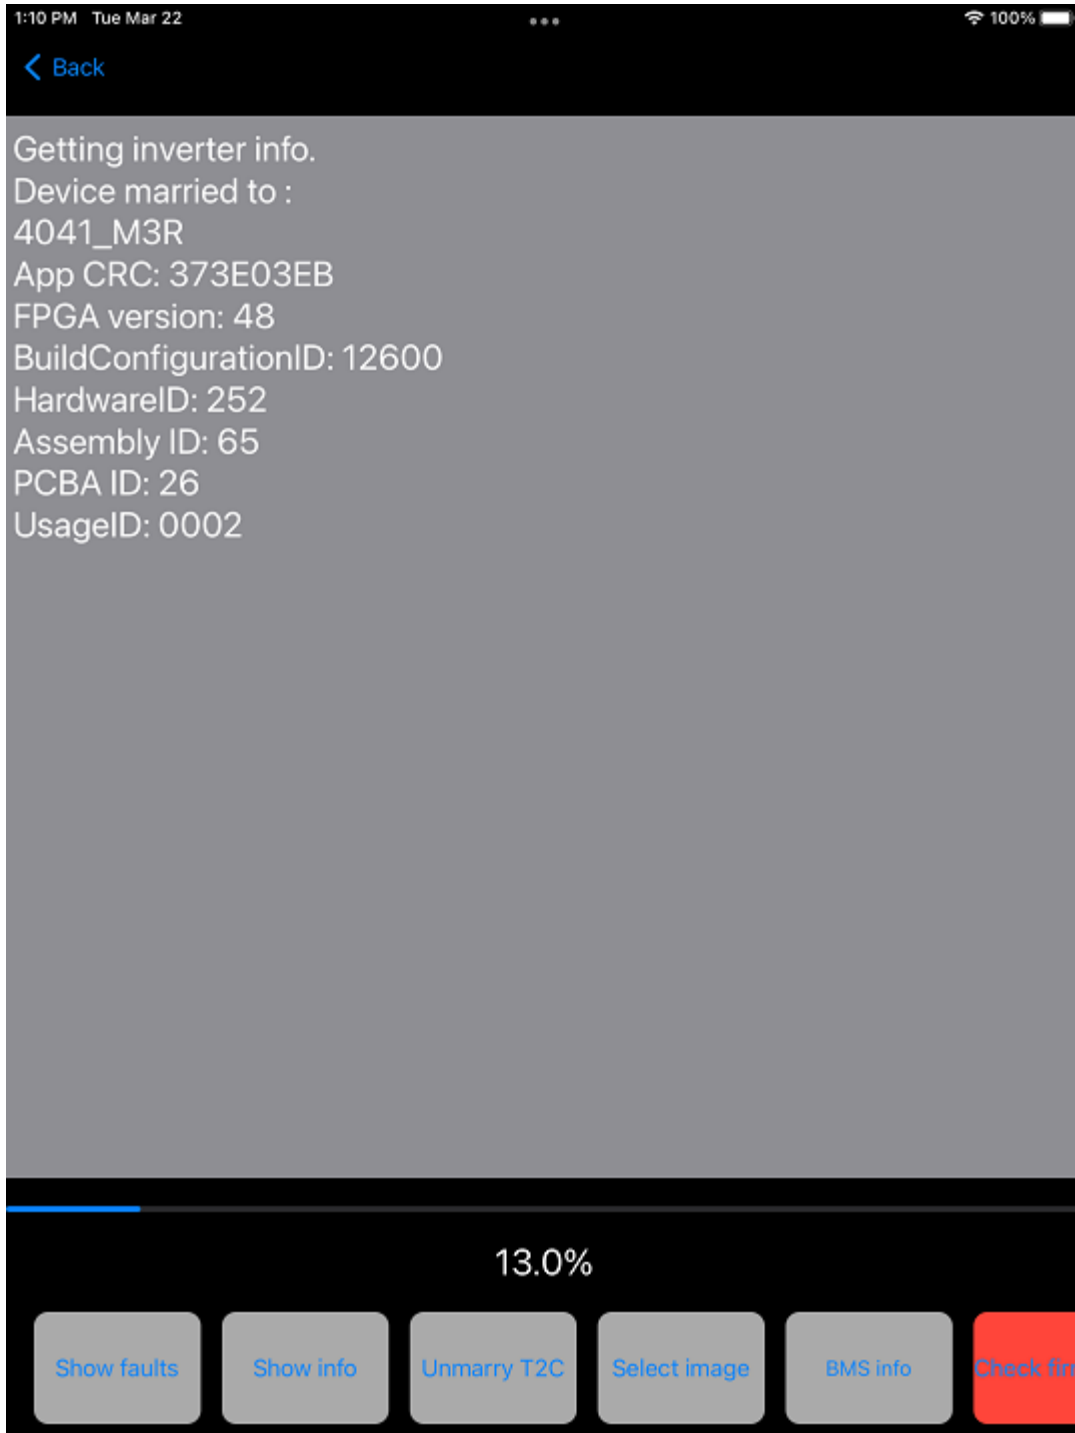 1:10 PM Tue Mar 22
100%
Back
Getting inverter info.
Device married to :
4041_M3R
App CRC: 373E03EB
FPGA version: 48
BuildConfigurationID: 12600
HardwareID: 252
Assembly ID: 65
PCBA ID: 26
UsageID: 0002
13.0%
Show faults
Show info
Unmarry T2C
Select image
BMS info
Check